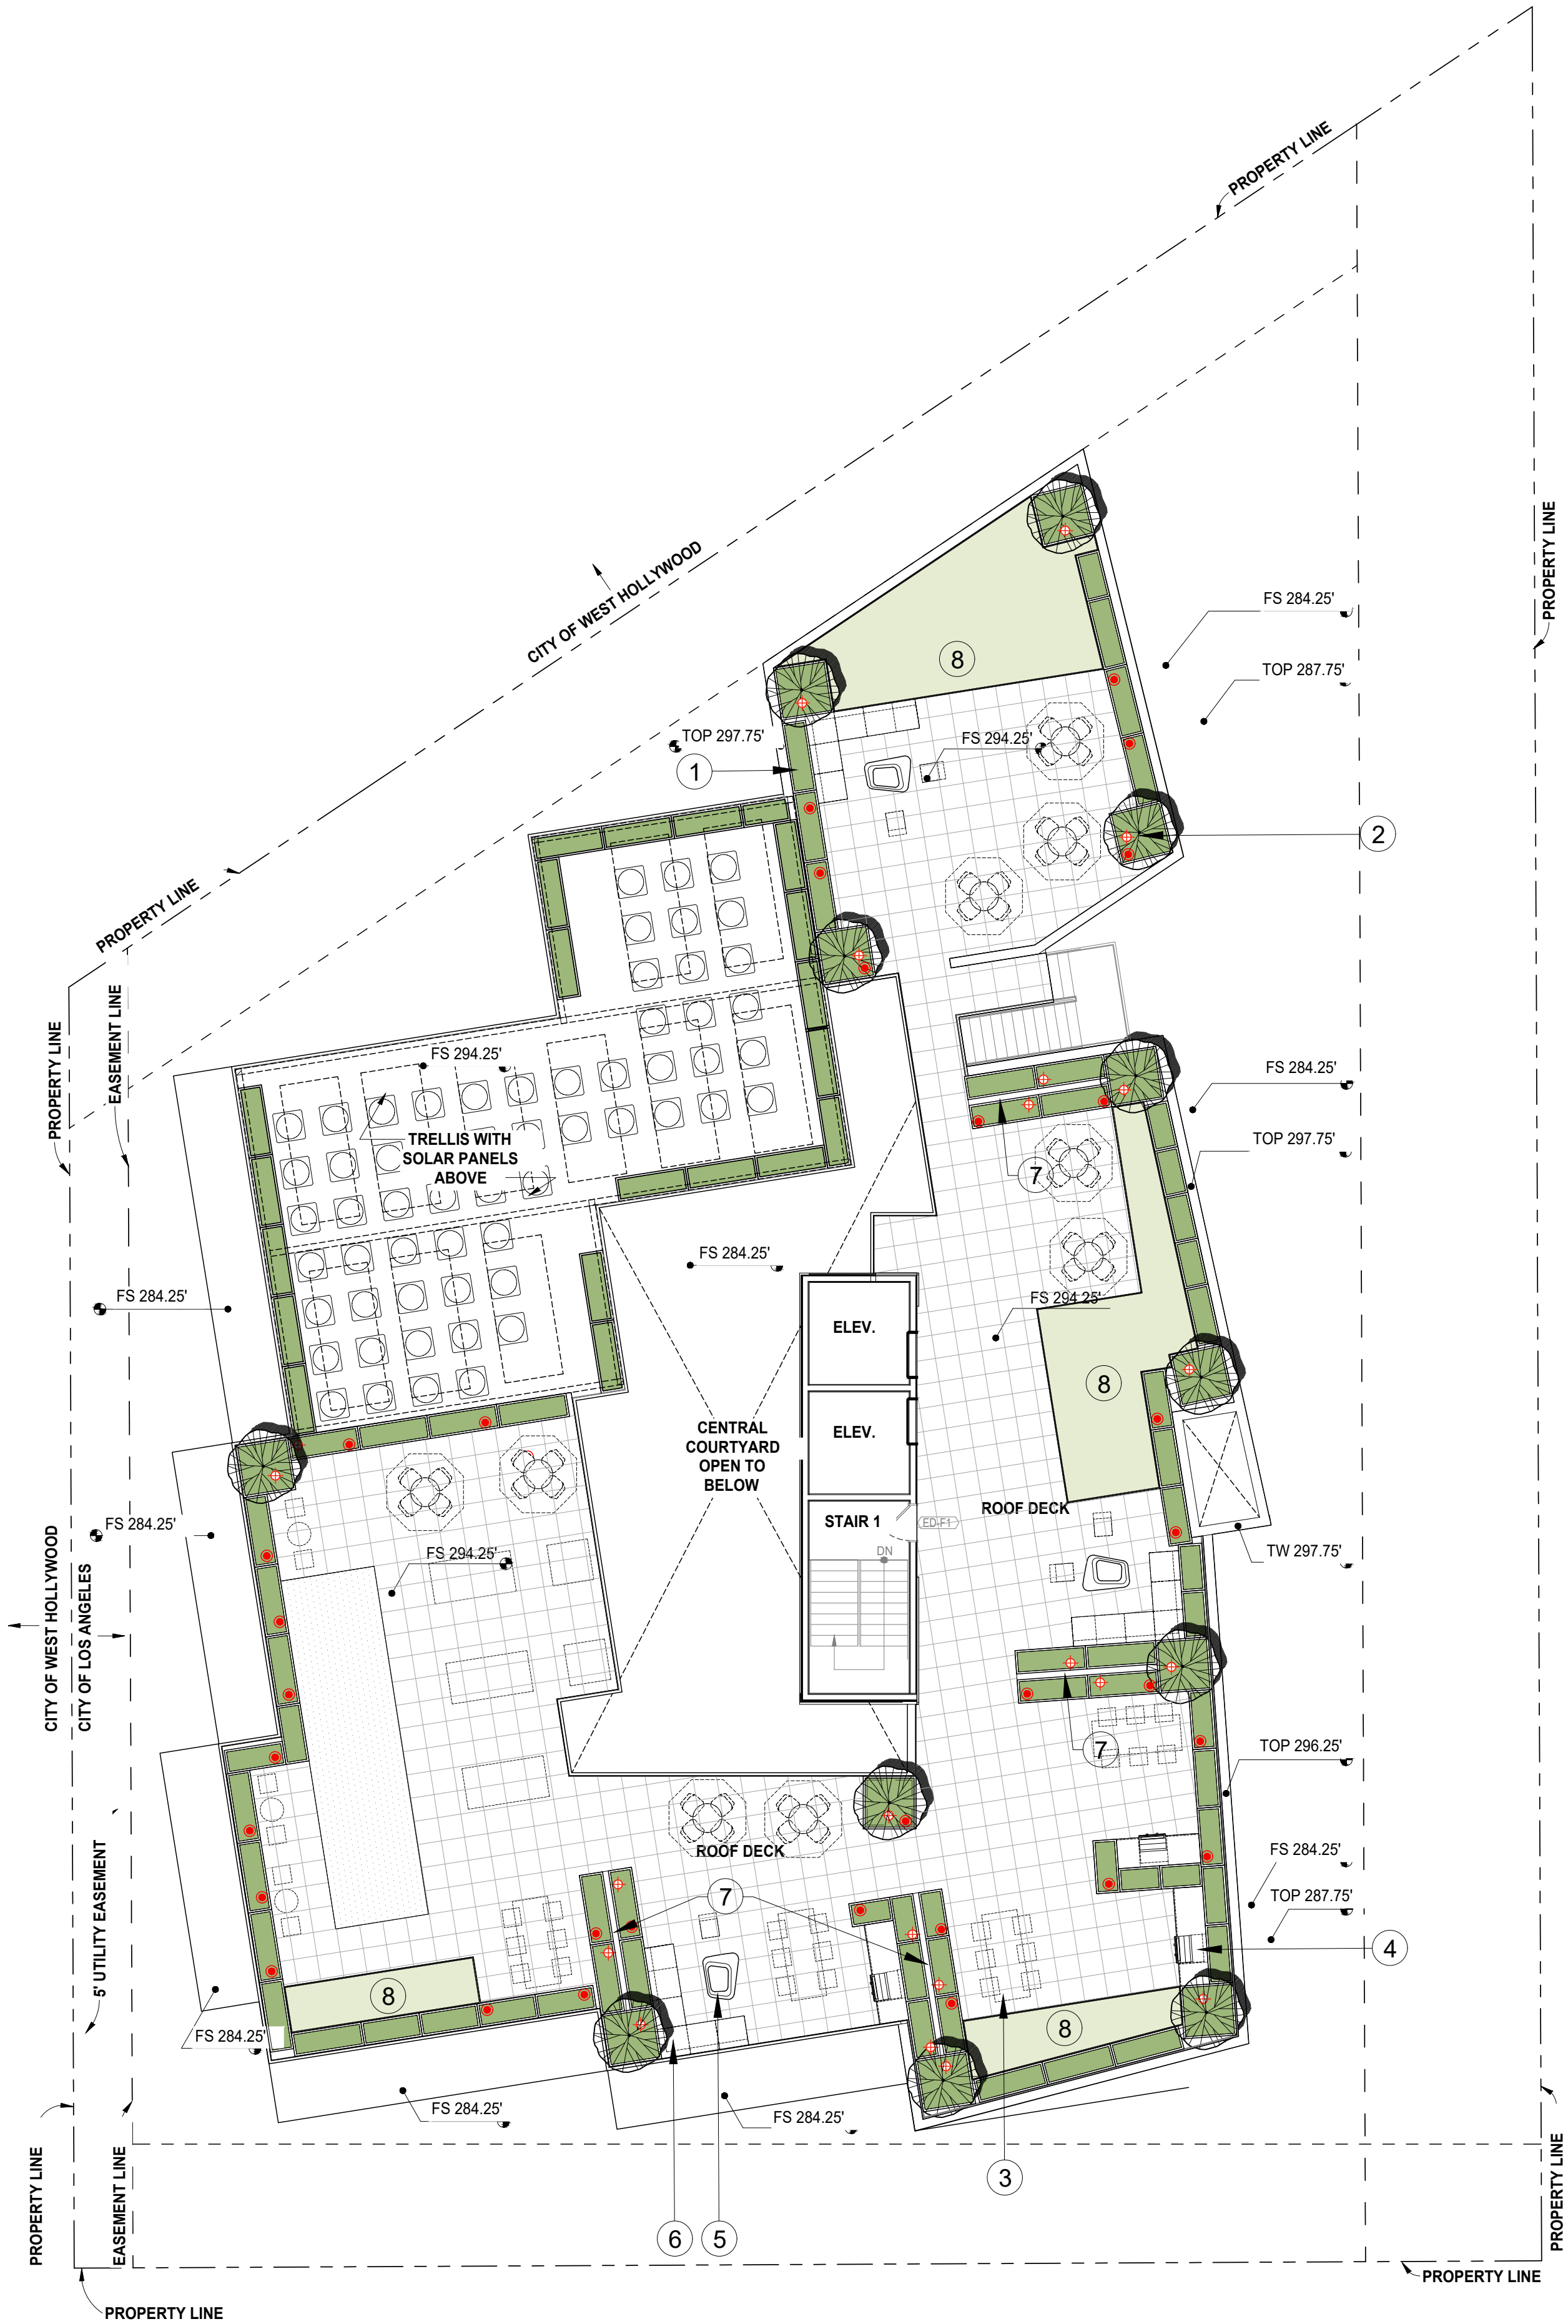 PROPERTY LINE
PROPERTY LINE
CITY OF WEST HOLLYWOOD
FS 284.25'
8
TOP 287.75'
TOP 297.75'
FS 294.25'
1
2
PROPERTY LINE
EASEMENT LINE
PROPERTY LINE
FS 294.25'
FS 284.25'
TRELLIS WITH
SOLAR PANELS
ABOVE
TOP 297.75'
7
FS 284.25'
FS 284.25'
FS 294.25'
ELEV.
8
CENTRAL
COURTYARD
OPEN TO
BELOW
ELEV.
ROOF DECK
STAIR 1
ED-F1
FS 284.25'
DN
FS 294.25'
TW 297.75'
CITY OF WEST HOLLYWOOD
CITY OF LOS ANGELES
7
TOP 296.25'
ROOF DECK
FS 284.25'
7
TOP 287.75'
5' UTILITY EASEMENT
4
8
8
FS 284.25'
FS 284.25'
FS 284.25'
3
PROPERTY LINE
EASEMENT LINE
PROPERTY LINE
6
5
PROPERTY LINE
PROPERTY LINE